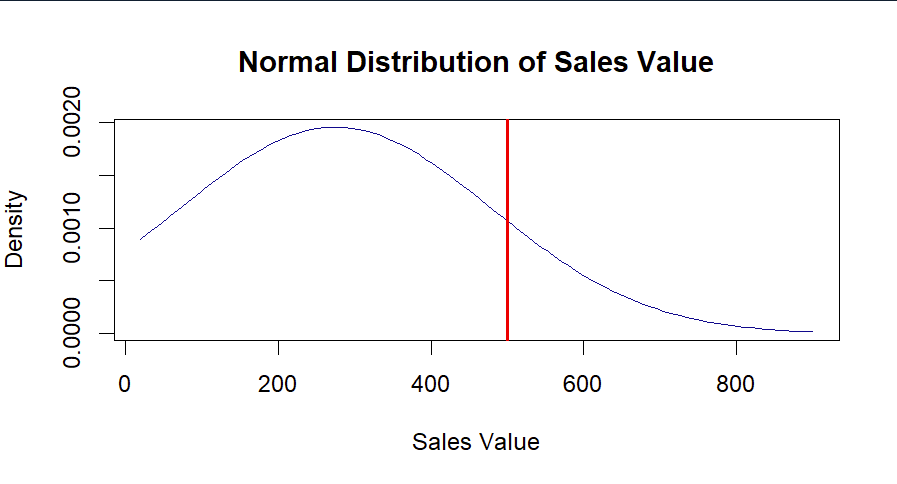 Normal Distribution of Sales Value
Density
0.0020
0.0010
0.0000
0 200 400 600 800
Sales Value